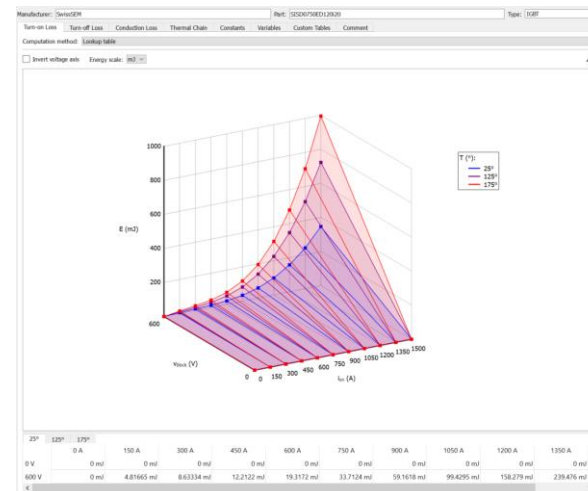 Manufacturer: SwissSEM Part: SISD0750ED120i20 Type: IGBT
Turn-on Loss Turn-off Loss Conduction Loss Thermal Chain Constants Variables Custom Tables Comment
Computation method: Lookup table
Invert voltage axis Energy scale: mJ
1000
800
600
400
200
E (mJ)
T (°):
25°
125°
175°
600
0
v_block (V)
0 150 300 450 600 750 900 1050 1200 1350 1500
i_on (A)
25° 125° 175°
0 A 150 A 300 A 450 A 600 A 750 A 900 A 1050 A 1200 A 1350 A
0 V 0 mJ 0 mJ 0 mJ 0 mJ 0 mJ 0 mJ 0 mJ 0 mJ 0 mJ 0 mJ
600 V 0 mJ 4.81665 mJ 8.63334 mJ 12.2122 mJ 19.3172 mJ 33.7124 mJ 59.1618 mJ 99.4295 mJ 158.279 mJ 239.476 mJ